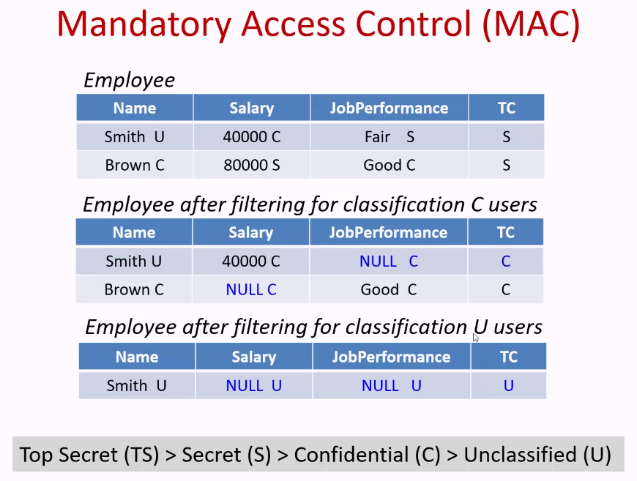 Mandatory Access Control (MAC)
Employee
Name Salary JobPerformance TC
Smith U 40000 C Fair S S
Brown C 80000 S Good C S
Employee after filtering for classification C users
Name Salary JobPerformance TC
Smith U 40000 C NULL C C
Brown C NULL C Good C C
Employee after filtering for classification U users
Name Salary JobPerformance TC
Smith U NULL U NULL U U
Top Secret (TS) > Secret (S) > Confidential (C) > Unclassified (U)